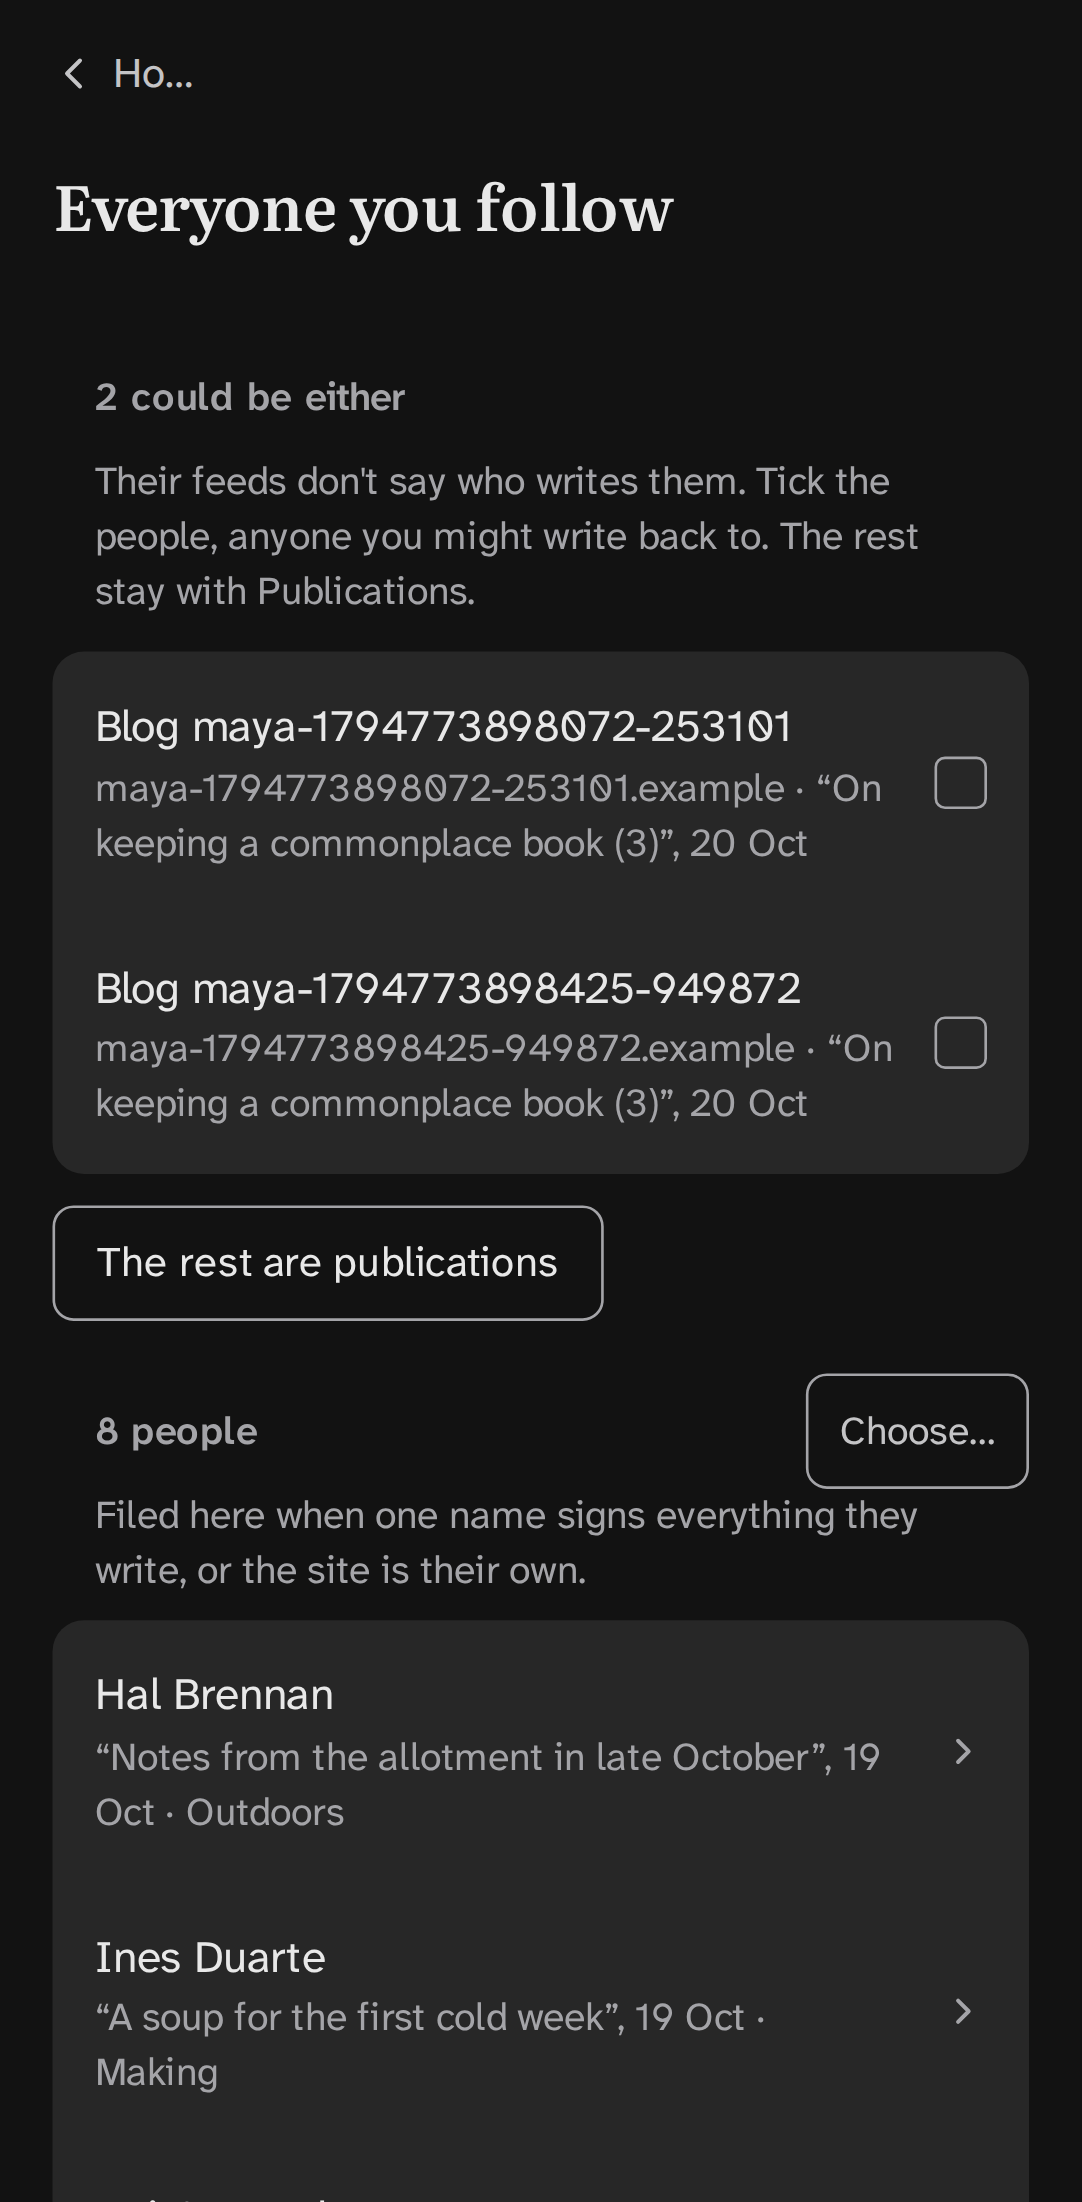 Ho...
Everyone you follow
2 could be either
Their feeds don't say who writes them. Tick the
people, anyone you might write back to. The rest
stay with Publications.
Blog maya-1794773898072-253101
maya-1794773898072-253101.example · “On
keeping a commonplace book (3)”, 20 Oct
Blog maya-1794773898425-949872
maya-1794773898425-949872.example · “On
keeping a commonplace book (3)”, 20 Oct
The rest are publications
8 people
Choose...
Filed here when one name signs everything they
write, or the site is their own.
Hal Brennan
“Notes from the allotment in late October”, 19
Oct · Outdoors
Ines Duarte
“A soup for the first cold week”, 19 Oct ·
Making